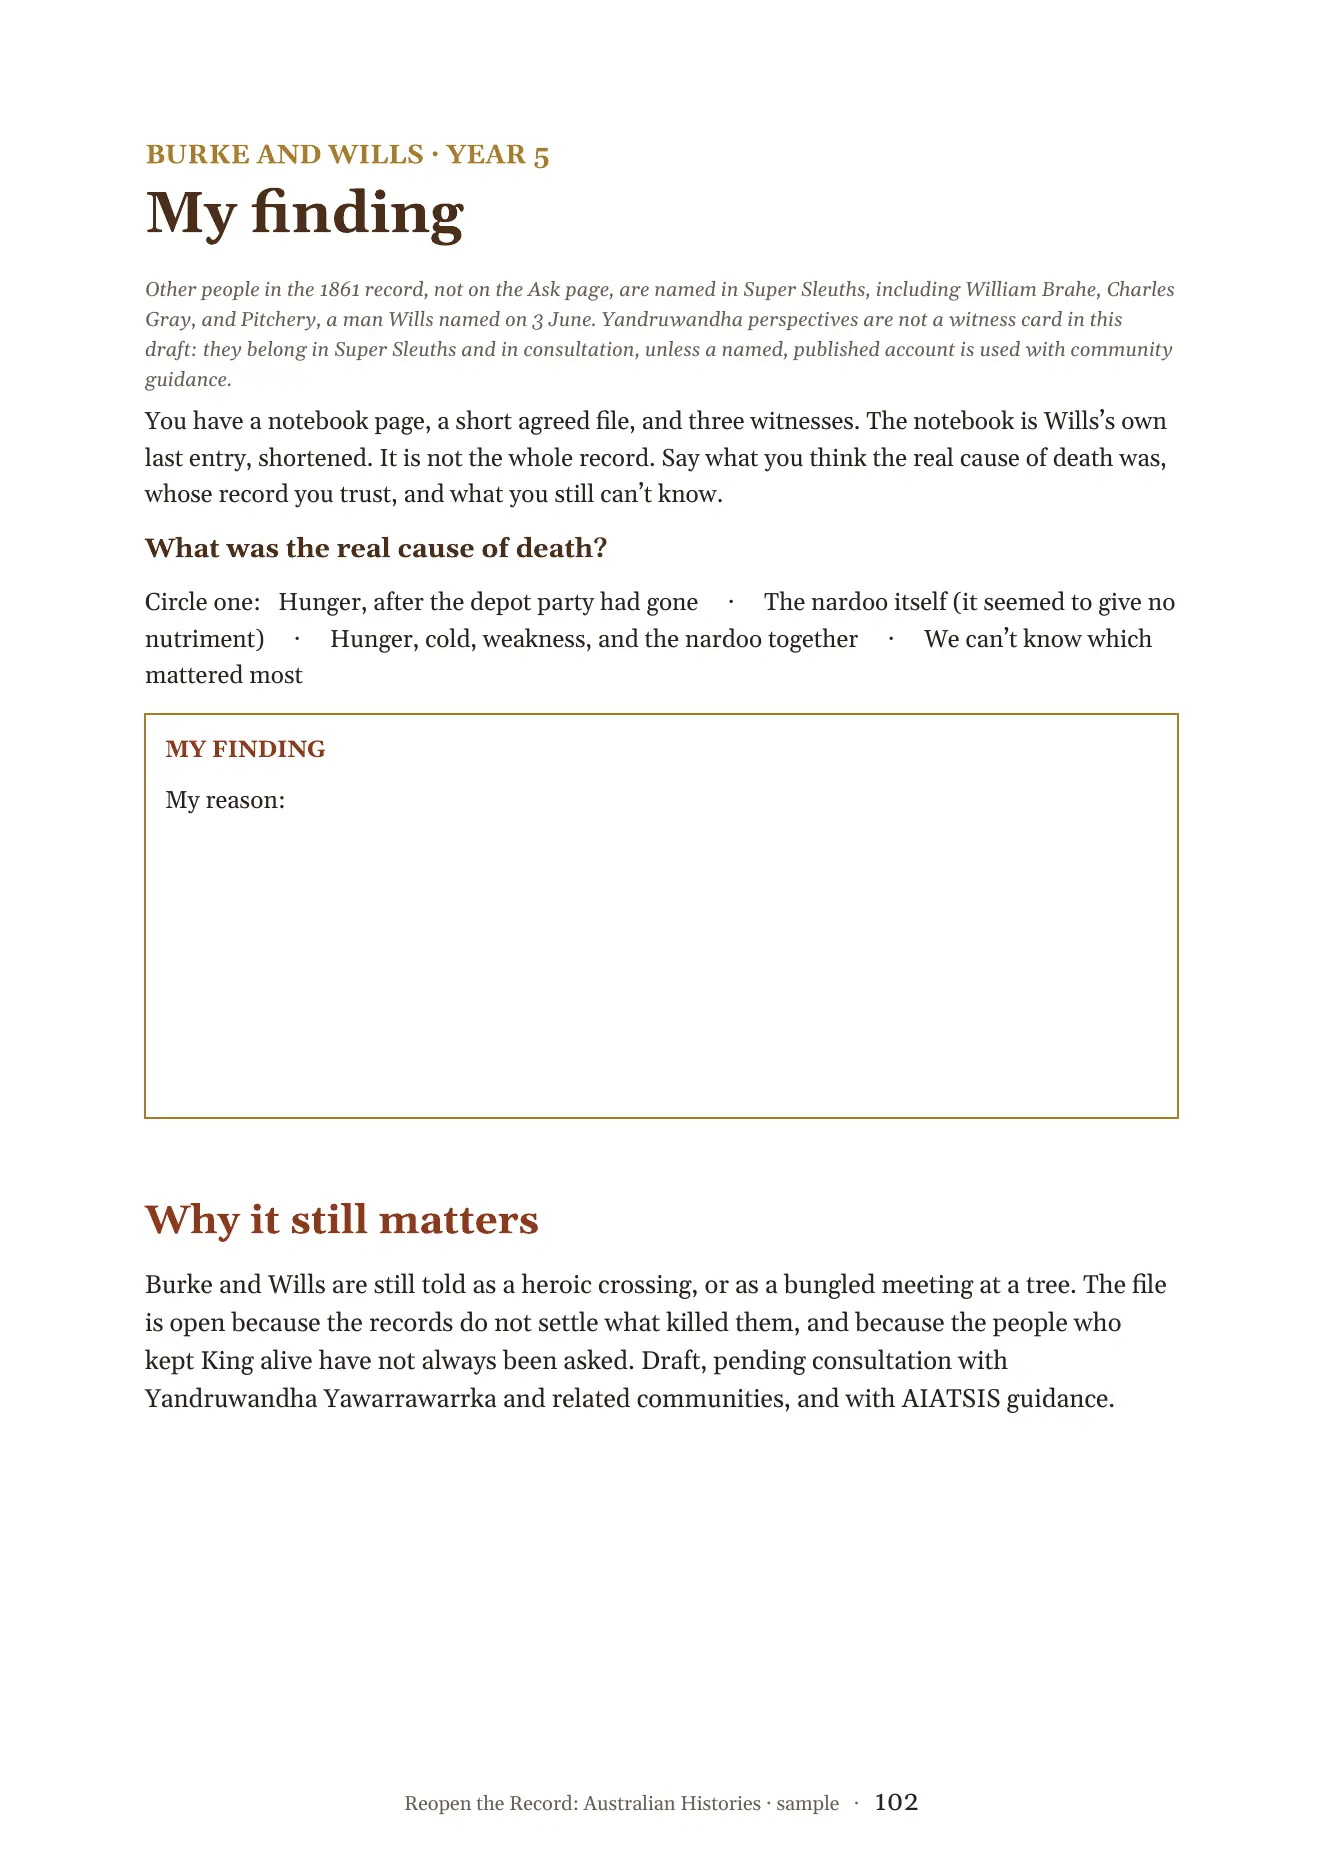 BURKE AND WILLS · YEAR 5
My finding
Other people in the 1861 record, not on the Ask page, are named in Super Sleuths, including William Brahe, Charles
Gray, and Pitchery, a man Wills named on 3 June. Yandruwandha perspectives are not a witness card in this
draft: they belong in Super Sleuths and in consultation, unless a named, published account is used with community
guidance.
You have a notebook page, a short agreed file, and three witnesses. The notebook is Wills’s own
last entry, shortened. It is not the whole record. Say what you think the real cause of death was,
whose record you trust, and what you still can’t know.
What was the real cause of death?
Circle one: Hunger, after the depot party had gone · The nardoo itself (it seemed to give no
nutriment) · Hunger, cold, weakness, and the nardoo together · We can’t know which
mattered most
MY FINDING
My reason:
Why it still matters
Burke and Wills are still told as a heroic crossing, or as a bungled meeting at a tree. The file
is open because the records do not settle what killed them, and because the people who
kept King alive have not always been asked. Draft, pending consultation with
Yandruwandha Yawarrawarrka and related communities, and with AIATSIS guidance.
Reopen the Record: Australian Histories · sample · 102